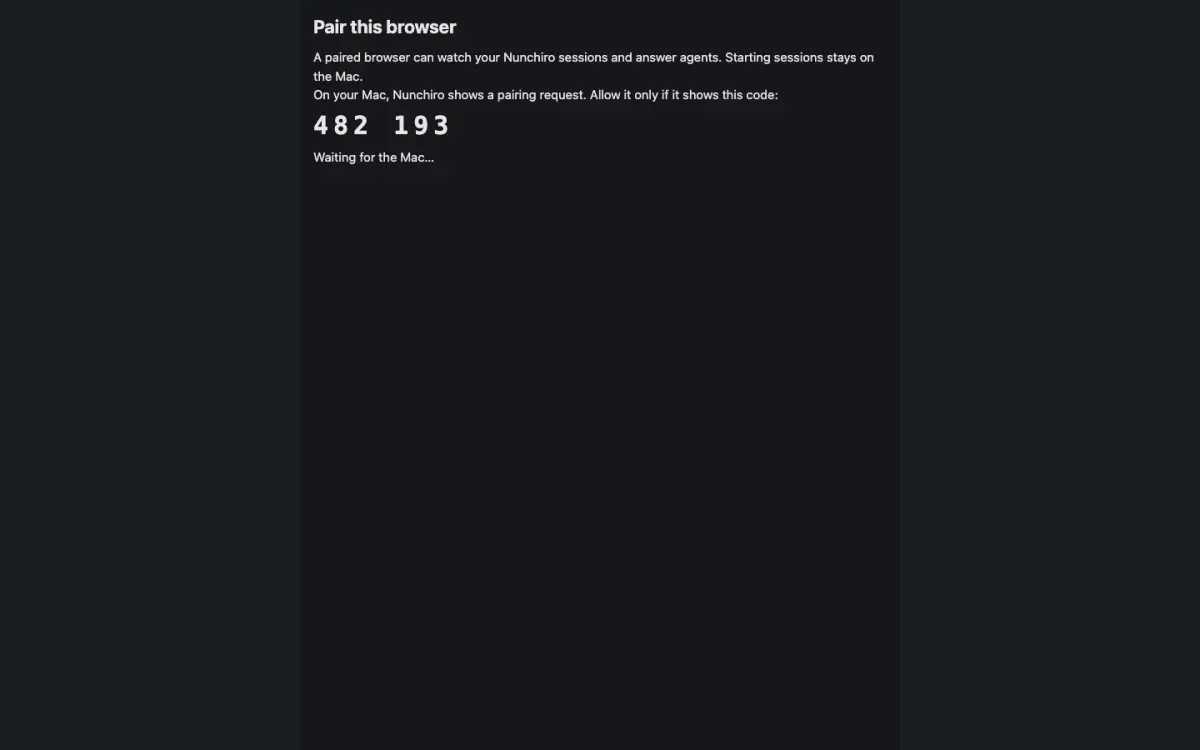 Pair this browser
A paired browser can watch your Nunchiro sessions and answer agents. Starting sessions stays on
the Mac.
On your Mac, Nunchiro shows a pairing request. Allow it only if it shows this code:
482 193
Waiting for the Mac…